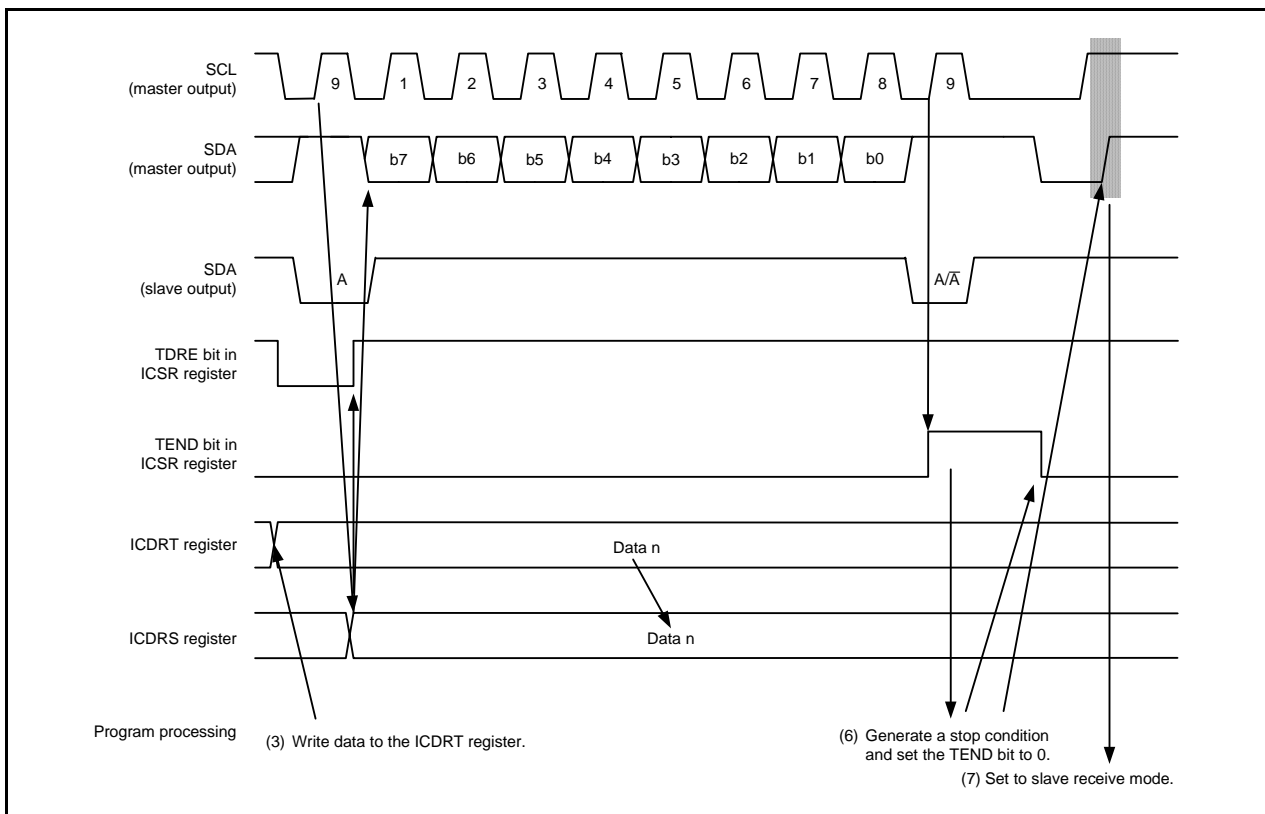 SCL
(master output)
9 1 2 3 4 5 6 7 8 9
SDA
(master output)
b7 b6 b5 b4 b3 b2 b1 b0
SDA
(slave output)
A A/A̅
TDRE bit in
ICSR register
TEND bit in
ICSR register
ICDRT register
Data n
ICDRS register
Data n
Program processing
(3) Write data to the ICDRT register.
(6) Generate a stop condition
and set the TEND bit to 0.
(7) Set to slave receive mode.